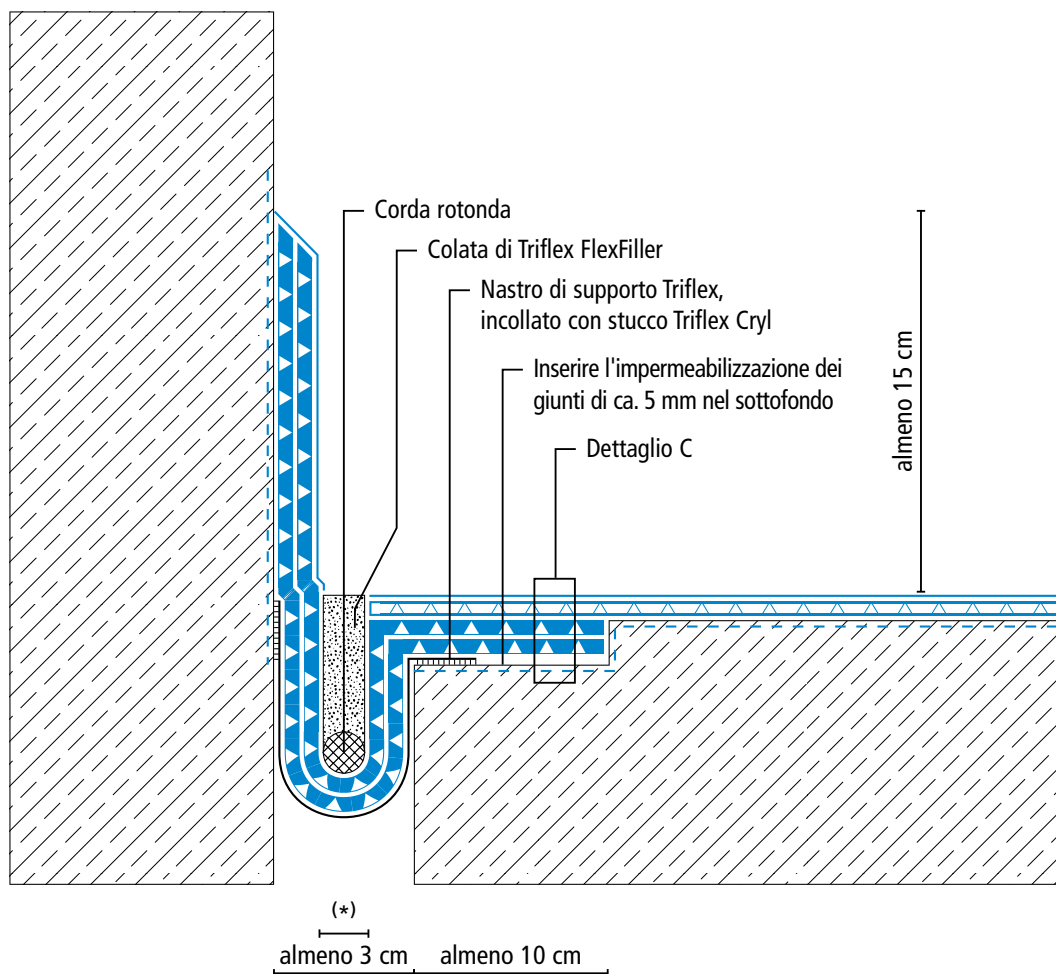 Corda rotonda
Colata di Triflex FlexFiller
Nastro di supporto Triflex,
incollato con stucco Triflex Cryl
Inserire l'impermeabilizzazione dei
giunti di ca. 5 mm nel sottofondo
Dettaglio C
almeno 15 cm
(*)
almeno 3 cm
almeno 10 cm